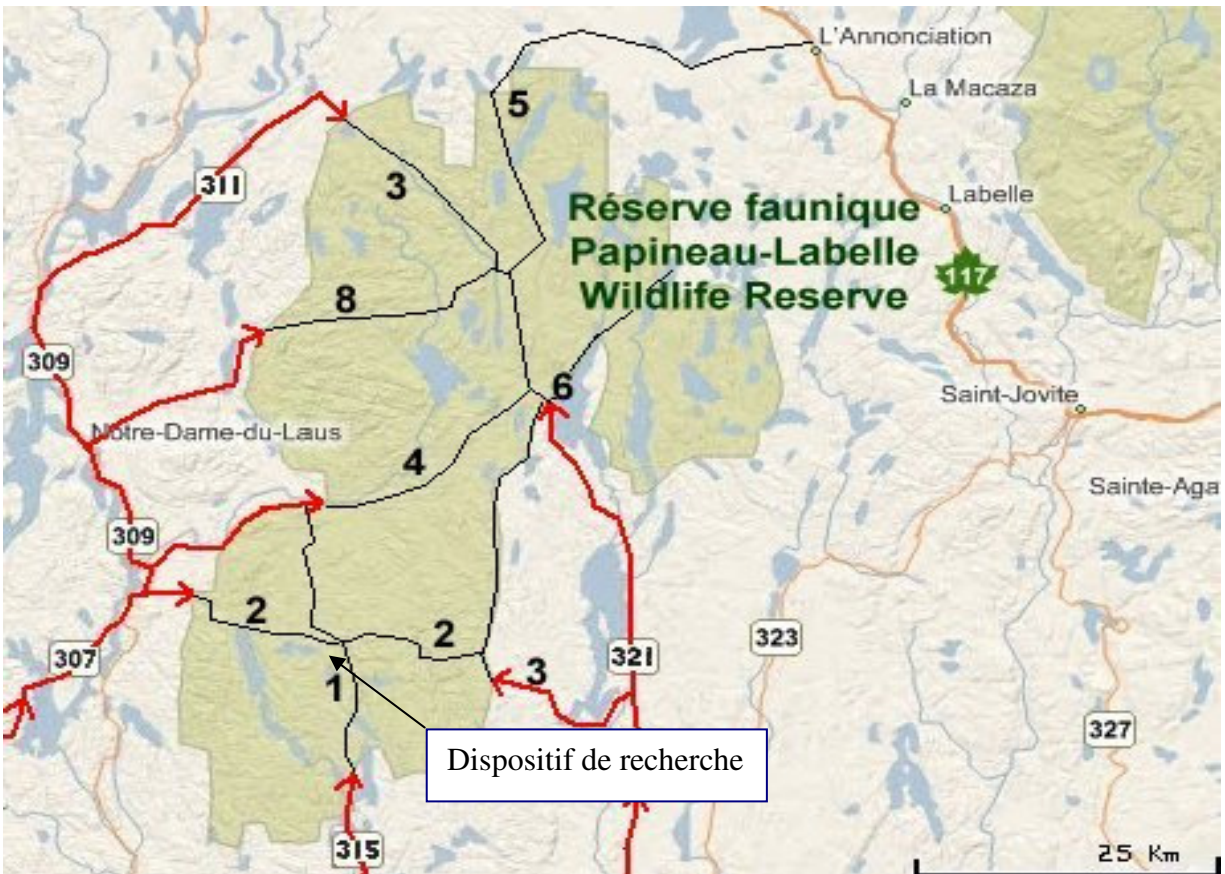 L'Annonciation
La Macaza
5
311
3
Labelle
Réserve faunique
Papineau-Labelle
Wildlife Reserve
117
8
309
6
Saint-Jovite
Notre-Dame-du-Laus
4
Sainte-Aga
309
2
2
323
307
321
3
1
327
Dispositif de recherche
315
25 Km